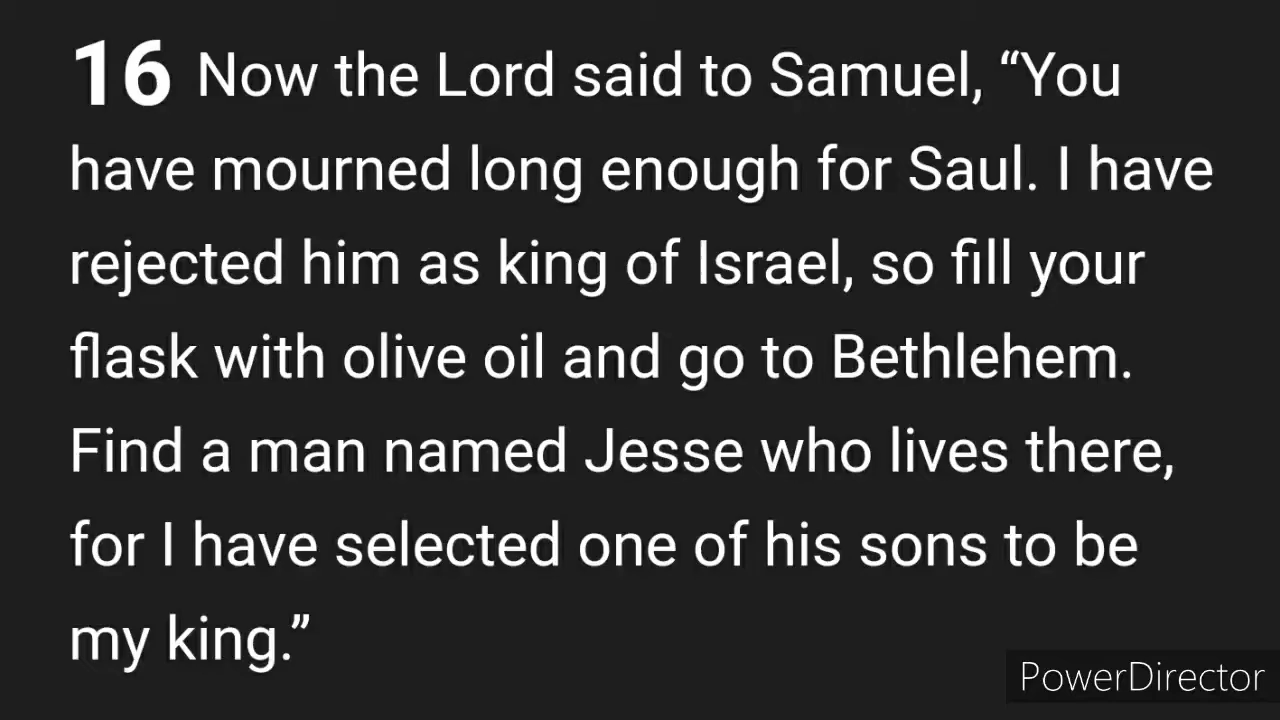 16 Now the Lord said to Samuel, “You
have mourned long enough for Saul. I have
rejected him as king of Israel, so fill your
flask with olive oil and go to Bethlehem.
Find a man named Jesse who lives there,
for I have selected one of his sons to be
my king.”
PowerDirector